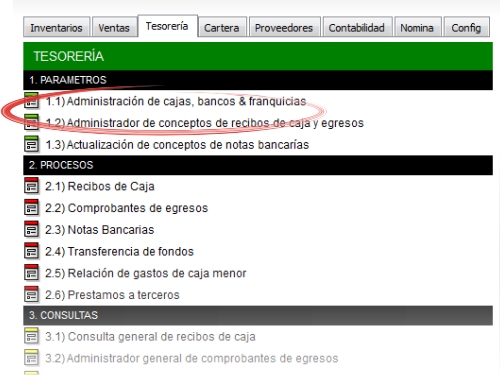 Inventarios Ventas Tesorería Cartera Proveedores Contabilidad Nomina Config
TESORERÍA
1. PARAMETROS
1.1) Administración de cajas, bancos & franquicias
1.2) Administrador de conceptos de recibos de caja y egresos
1.3) Actualización de conceptos de notas bancarías
2. PROCESOS
2.1) Recibos de Caja
2.2) Comprobantes de egresos
2.3) Notas Bancarias
2.4) Transferencia de fondos
2.5) Relación de gastos de caja menor
2.6) Prestamos a terceros
3. CONSULTAS
3.1) Consulta general de recibos de caja
3.2) Administrador general de comprobantes de egresos